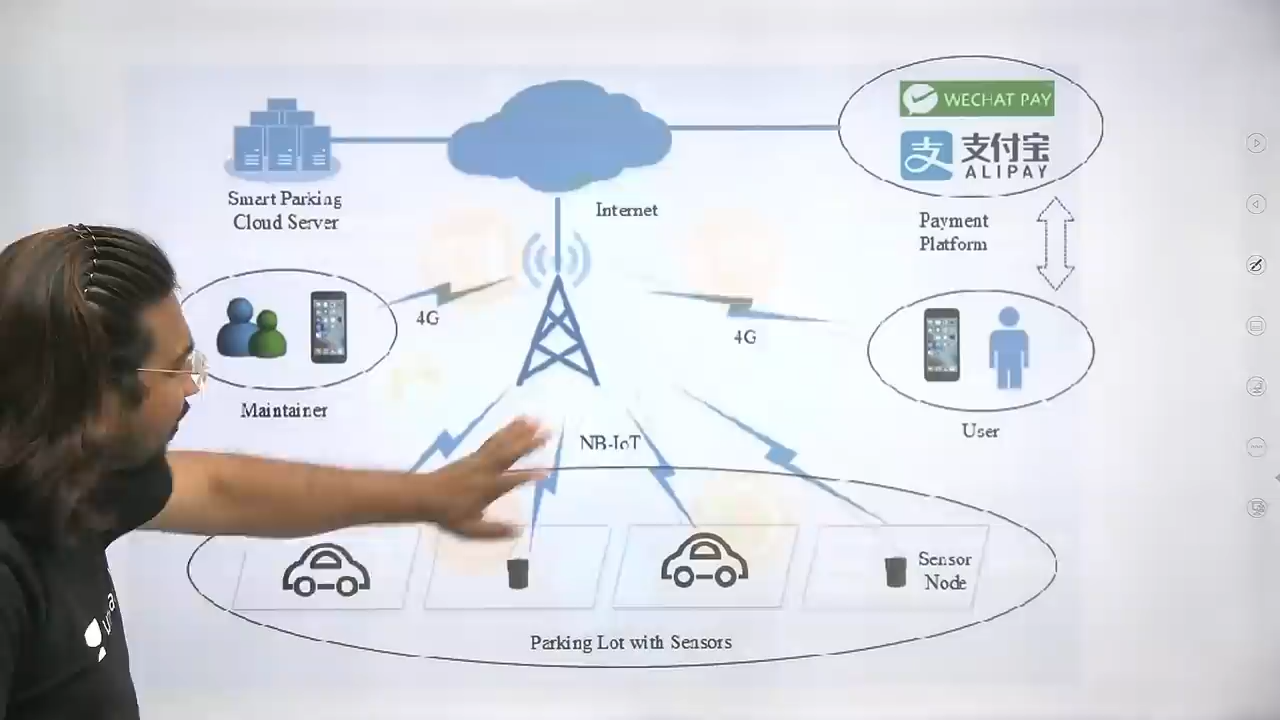 WECHAT PAY
支付宝
ALIPAY
Smart Parking
Cloud Server
Internet
Payment
Platform
4G
4G
Maintainer
User
NB-IoT
Sensor
Node
Parking Lot with Sensors